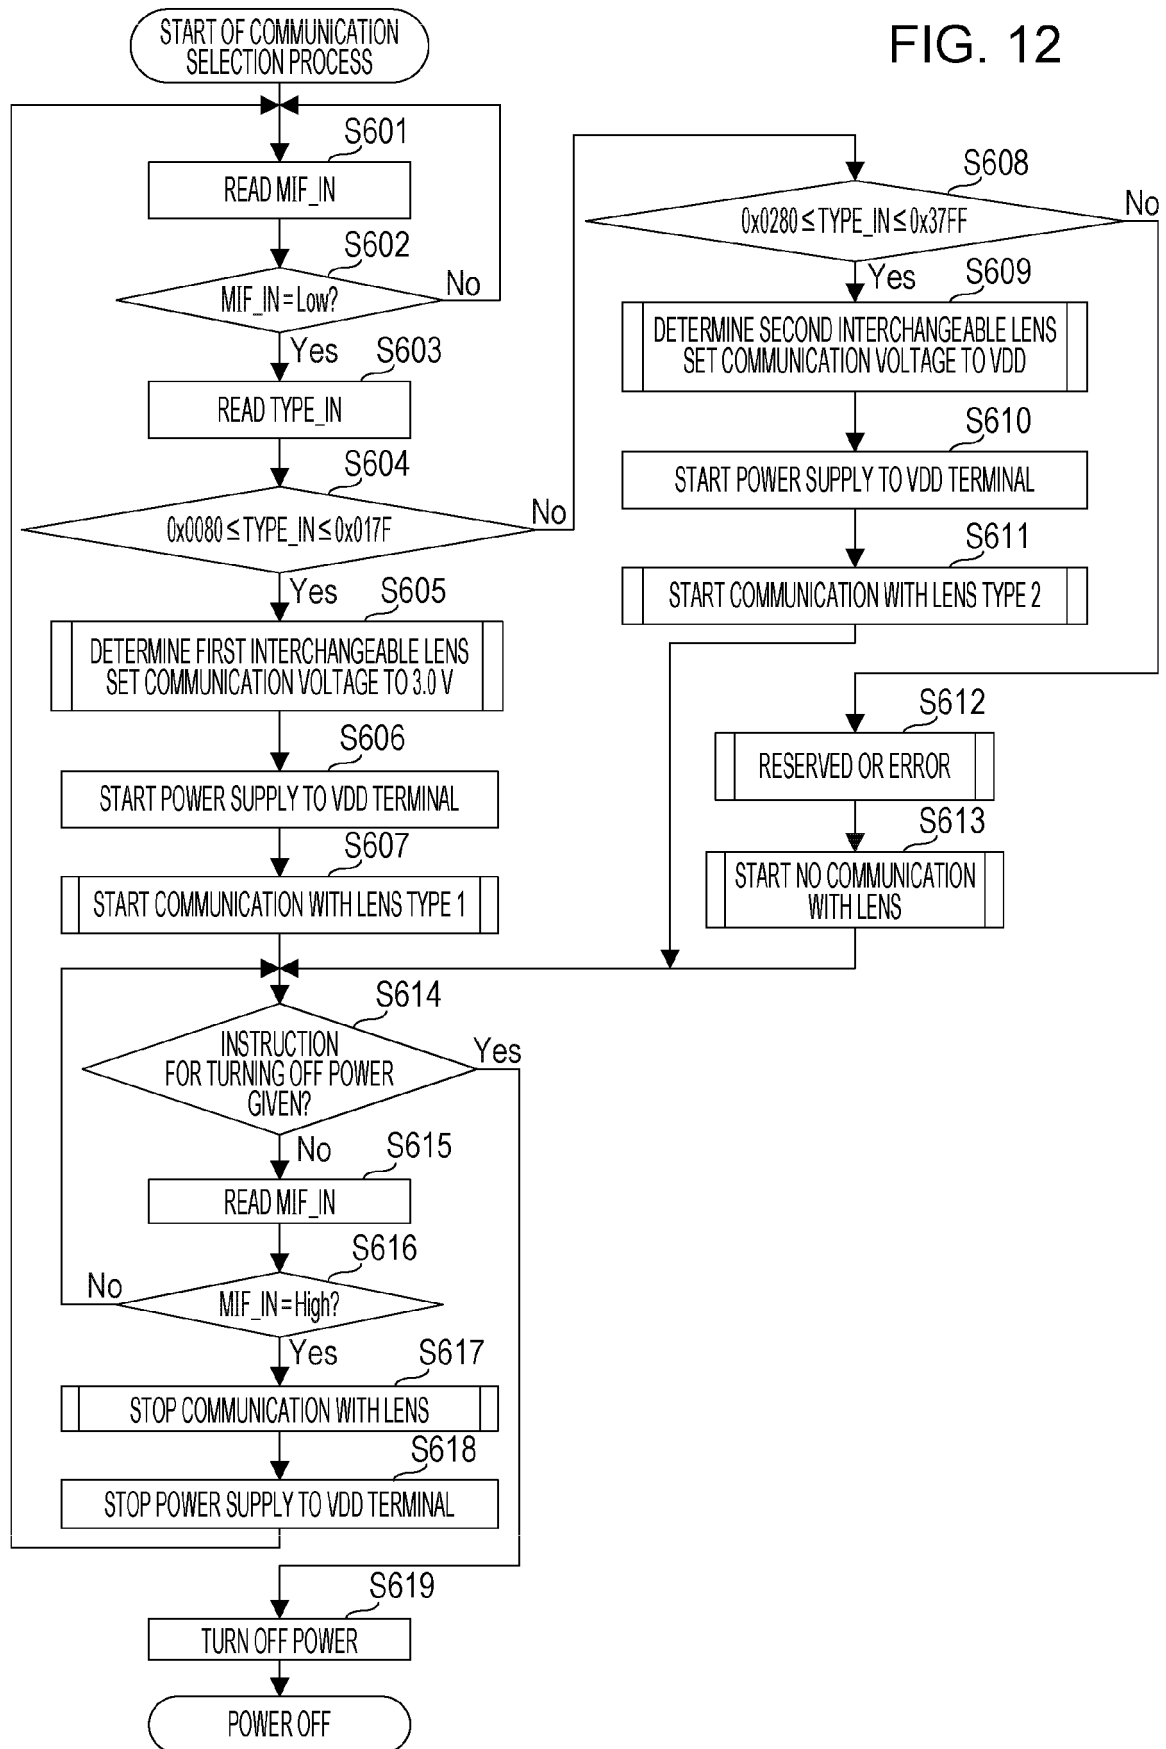 FIG. 12
START OF COMMUNICATION
SELECTION PROCESS
S601
READ MIF_IN
S602
MIF_IN=Low?
No
Yes
S603
READ TYPE_IN
S604
0x0080≤TYPE_IN≤0x017F
No
Yes
S605
DETERMINE FIRST INTERCHANGEABLE LENS
SET COMMUNICATION VOLTAGE TO 3.0 V
S606
START POWER SUPPLY TO VDD TERMINAL
S607
START COMMUNICATION WITH LENS TYPE 1
S608
0x0280≤TYPE_IN≤0x37FF
No
Yes
S609
DETERMINE SECOND INTERCHANGEABLE LENS
SET COMMUNICATION VOLTAGE TO VDD
S610
START POWER SUPPLY TO VDD TERMINAL
S611
START COMMUNICATION WITH LENS TYPE 2
S612
RESERVED OR ERROR
S613
START NO COMMUNICATION
WITH LENS
S614
INSTRUCTION
FOR TURNING OFF POWER
GIVEN?
Yes
No
S615
READ MIF_IN
S616
MIF_IN=High?
No
Yes
S617
STOP COMMUNICATION WITH LENS
S618
STOP POWER SUPPLY TO VDD TERMINAL
S619
TURN OFF POWER
POWER OFF